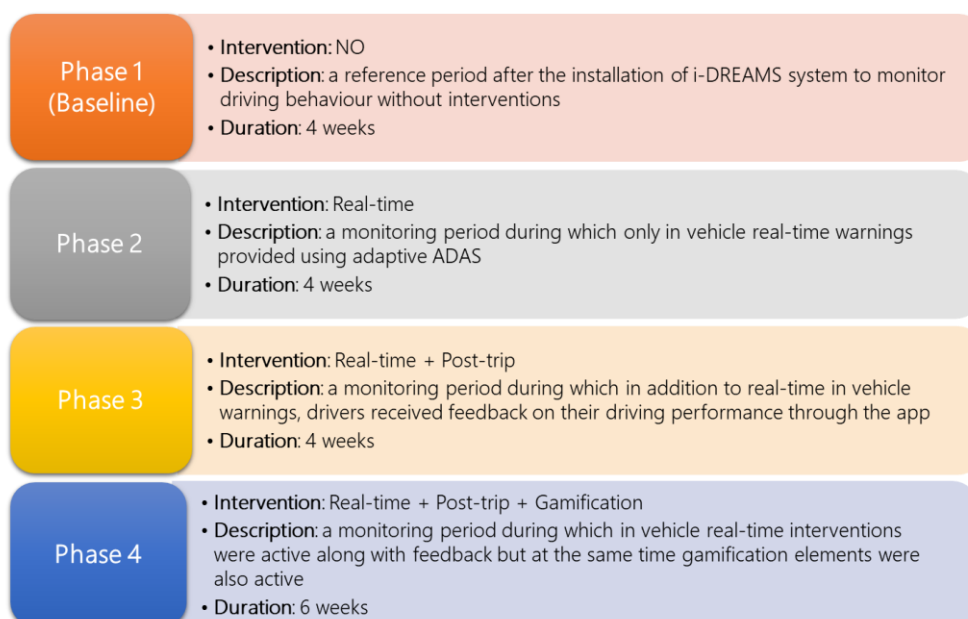 Phase 1
(Baseline)
• Intervention: NO
• Description: a reference period after the installation of i-DREAMS system to monitor
driving behaviour without interventions
• Duration: 4 weeks
Phase 2
• Intervention: Real-time
• Description: a monitoring period during which only in vehicle real-time warnings
provided using adaptive ADAS
• Duration: 4 weeks
Phase 3
• Intervention: Real-time + Post-trip
• Description: a monitoring period during which in addition to real-time in vehicle
warnings, drivers received feedback on their driving performance through the app
• Duration: 4 weeks
Phase 4
• Intervention: Real-time + Post-trip + Gamification
• Description: a monitoring period during which in vehicle real-time interventions
were active along with feedback but at the same time gamification elements were
also active
• Duration: 6 weeks